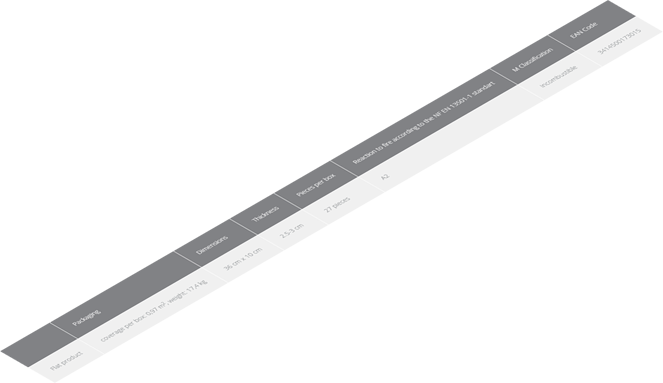 Packaging
Dimensions
Thickness
Pieces per box
Reaction to fire according to the NF EN 13501-1 standart
M Classification
EAN Code
Flat product
coverage per box: 0,97 m², weight: 17,4 kg
36 cm x 10 cm
2.5-3 cm
27 pieces
A2
incombustible